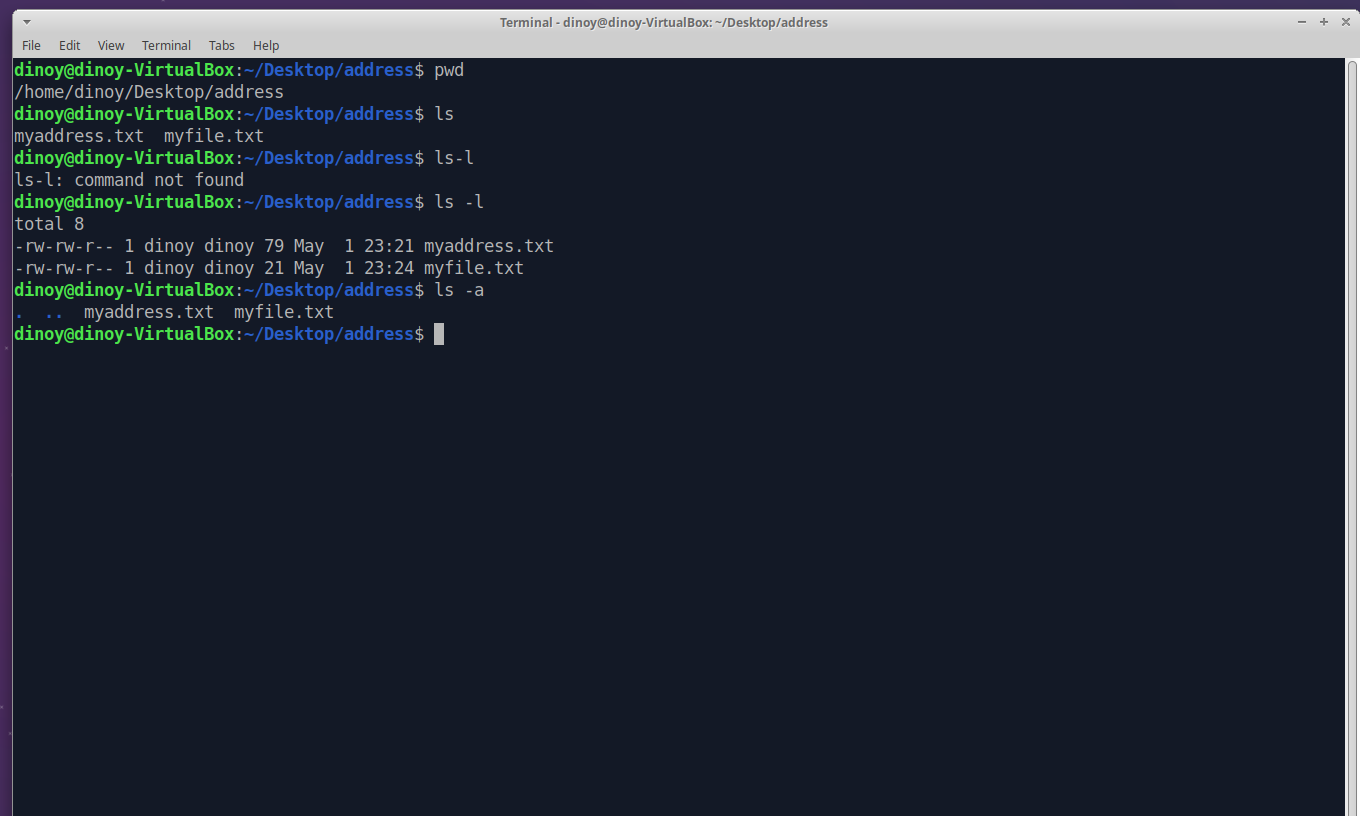 Terminal - dinoy@dinoy-VirtualBox: ~/Desktop/address
File Edit View Terminal Tabs Help
dinoy@dinoy-VirtualBox:~/Desktop/address$ pwd
/home/dinoy/Desktop/address
dinoy@dinoy-VirtualBox:~/Desktop/address$ ls
myaddress.txt  myfile.txt
dinoy@dinoy-VirtualBox:~/Desktop/address$ ls-l
ls-l: command not found
dinoy@dinoy-VirtualBox:~/Desktop/address$ ls -l
total 8
-rw-rw-r-- 1 dinoy dinoy 79 May  1 23:21 myaddress.txt
-rw-rw-r-- 1 dinoy dinoy 21 May  1 23:24 myfile.txt
dinoy@dinoy-VirtualBox:~/Desktop/address$ ls -a
.  ..  myaddress.txt  myfile.txt
dinoy@dinoy-VirtualBox:~/Desktop/address$